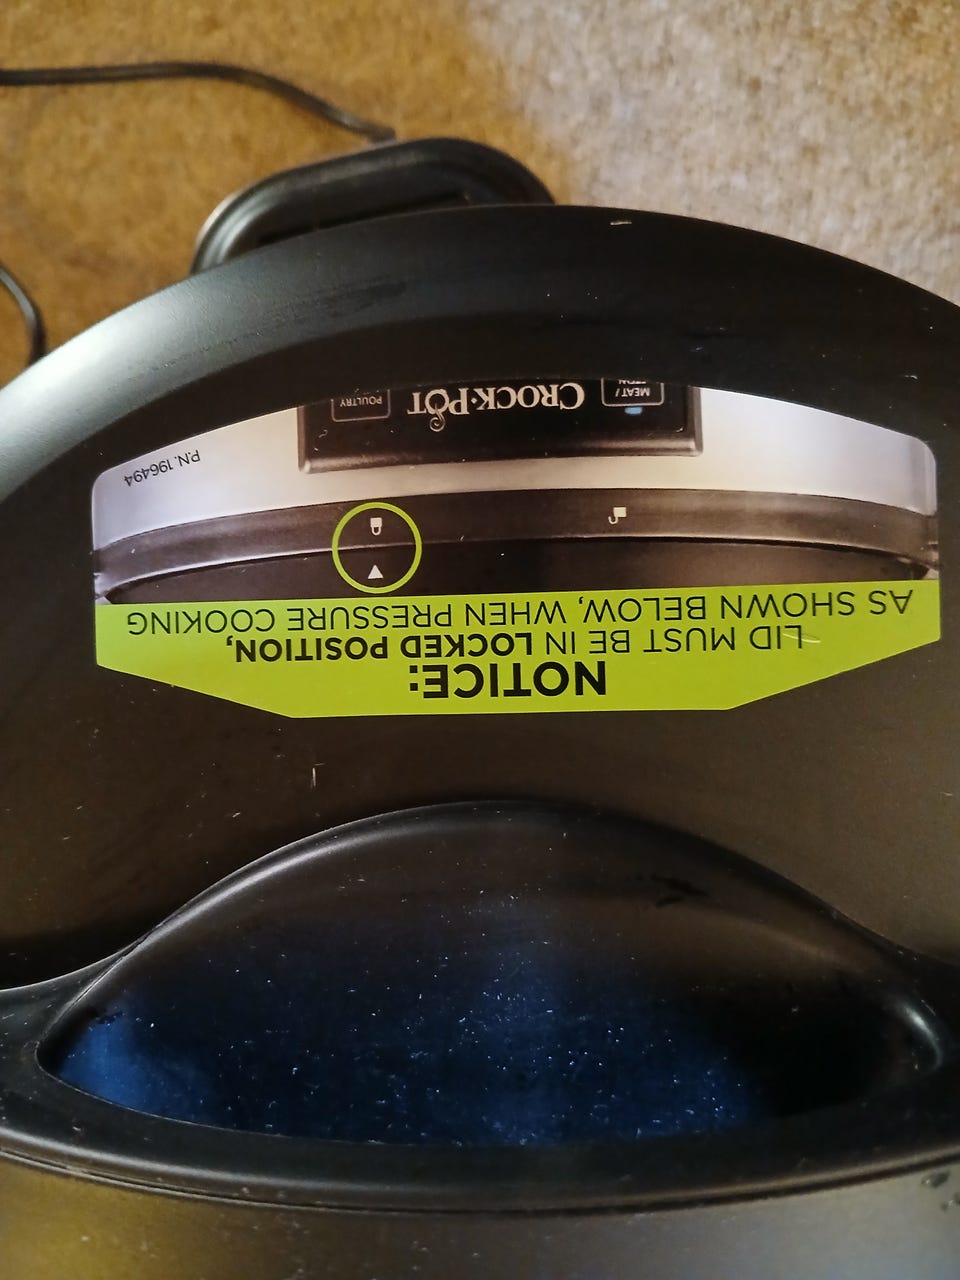 NOTICE:
LID MUST BE IN LOCKED POSITION,
AS SHOWN BELOW, WHEN PRESSURE COOKING
P.N. 196494
MEAT/
CROCK·POT
POULTRY